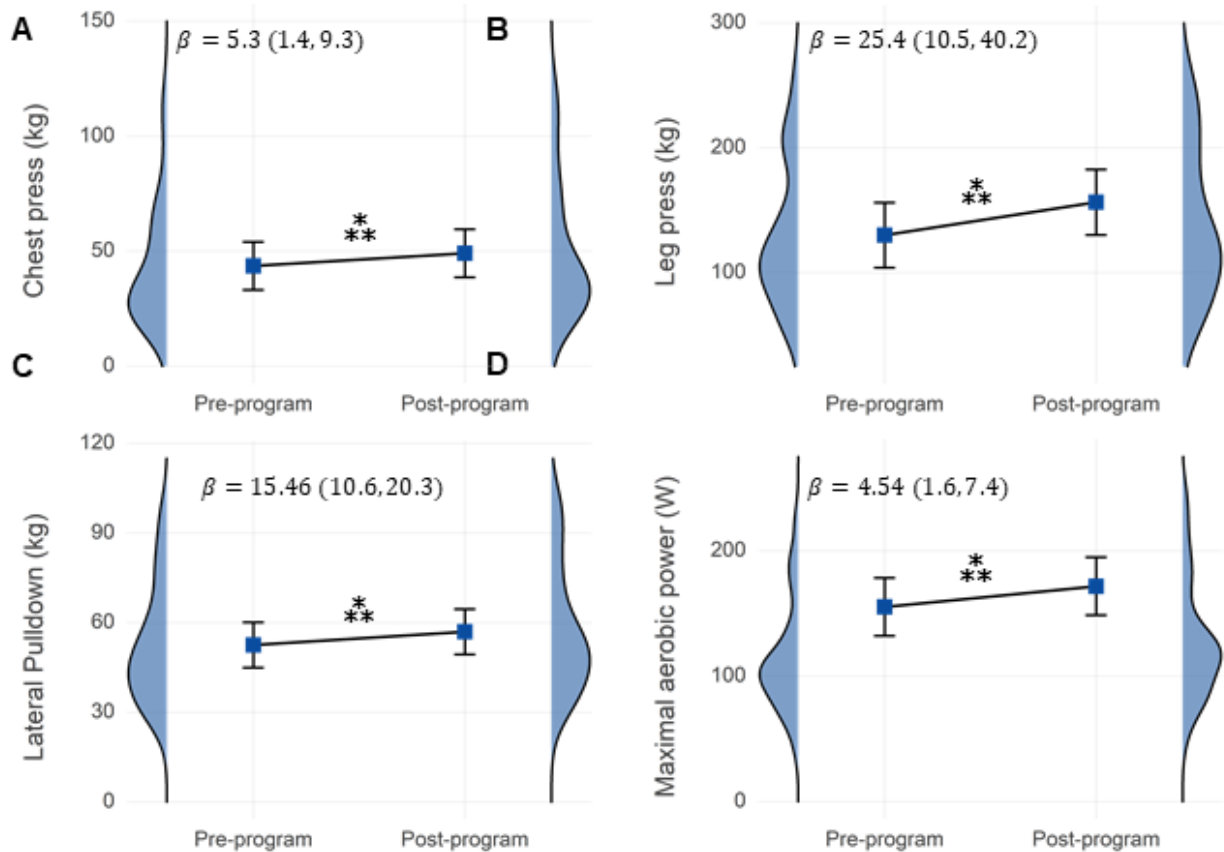 A
Chest press (kg)
150
100
50
0
β = 5.3 (1.4, 9.3)
*
**
Pre-program
Post-program
B
Leg press (kg)
300
200
100
β = 25.4 (10.5, 40.2)
*
**
Pre-program
Post-program
C
Lateral Pulldown (kg)
120
90
60
30
0
β = 15.46 (10.6, 20.3)
*
**
Pre-program
Post-program
D
Maximal aerobic power (W)
200
100
0
β = 4.54 (1.6, 7.4)
*
**
Pre-program
Post-program